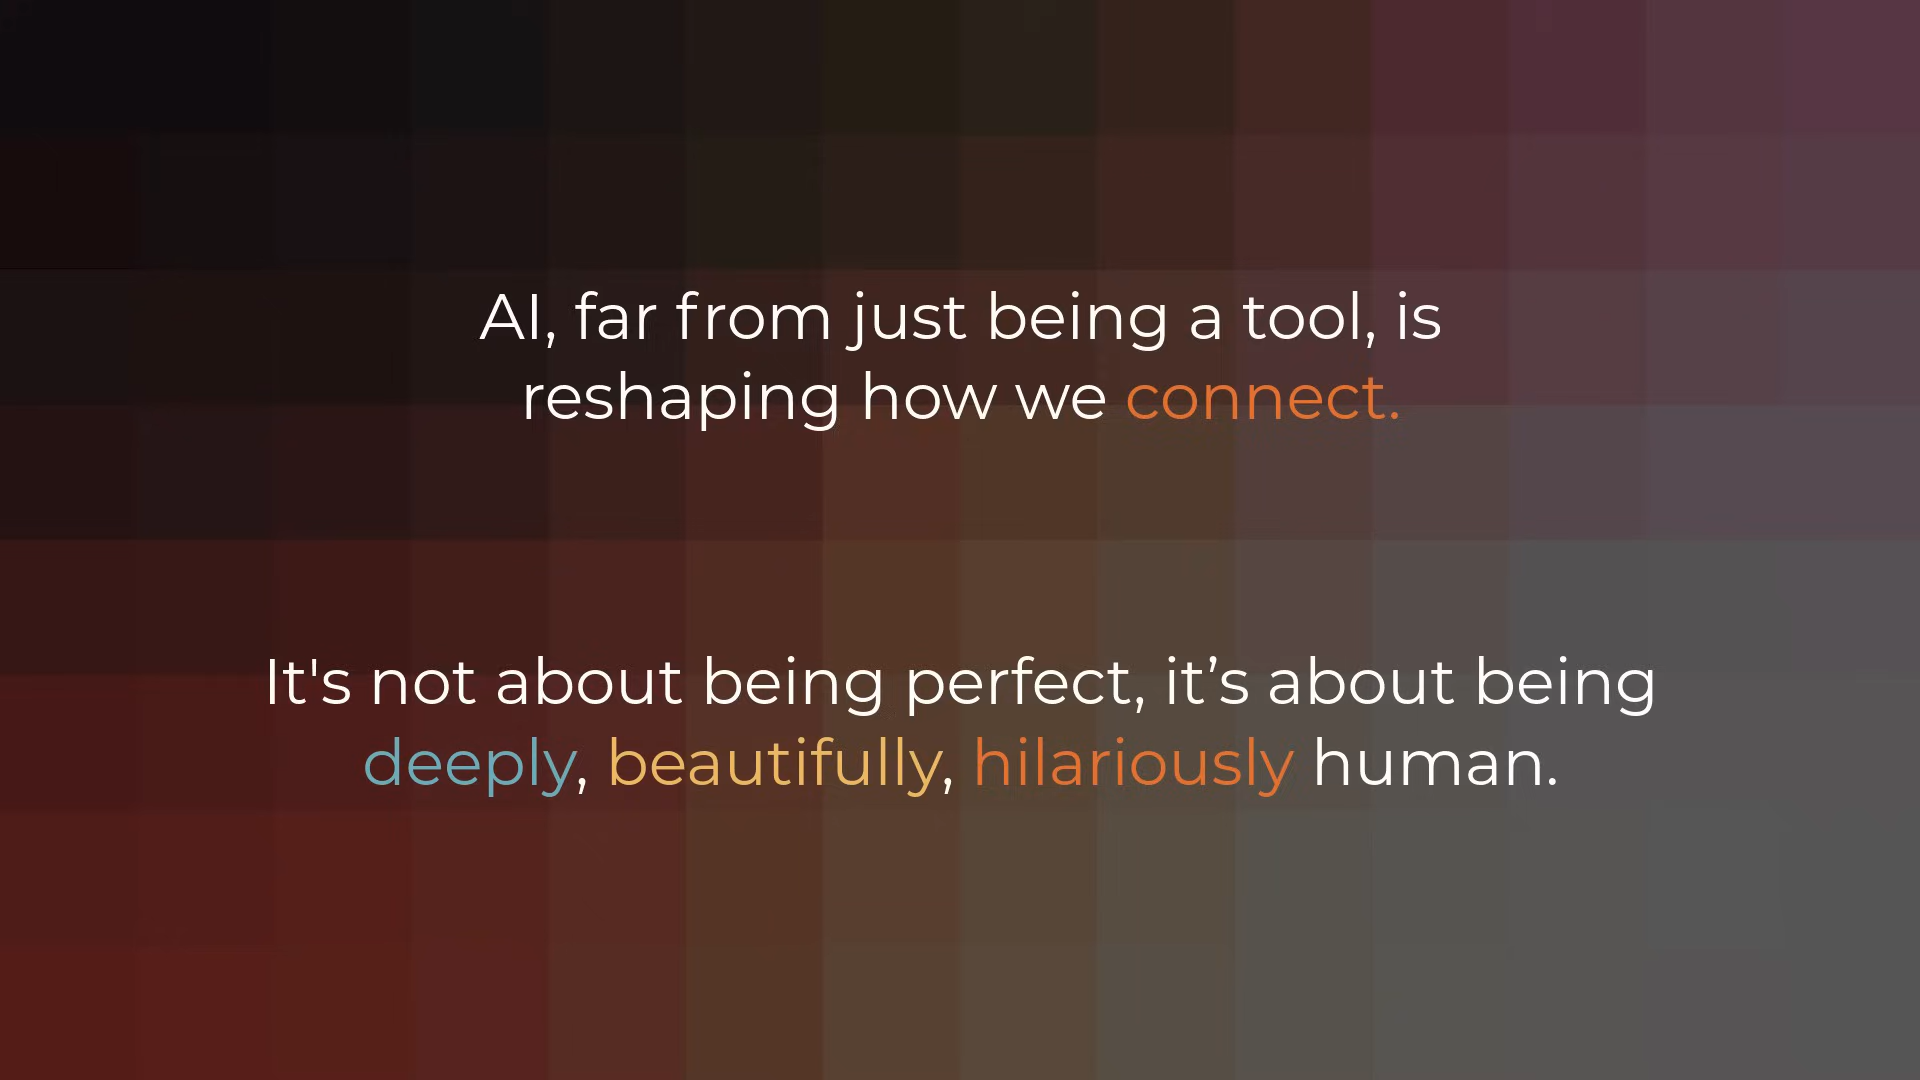 AI, far from just being a tool, is
reshaping how we connect.
It's not about being perfect, it’s about being
deeply, beautifully, hilariously human.